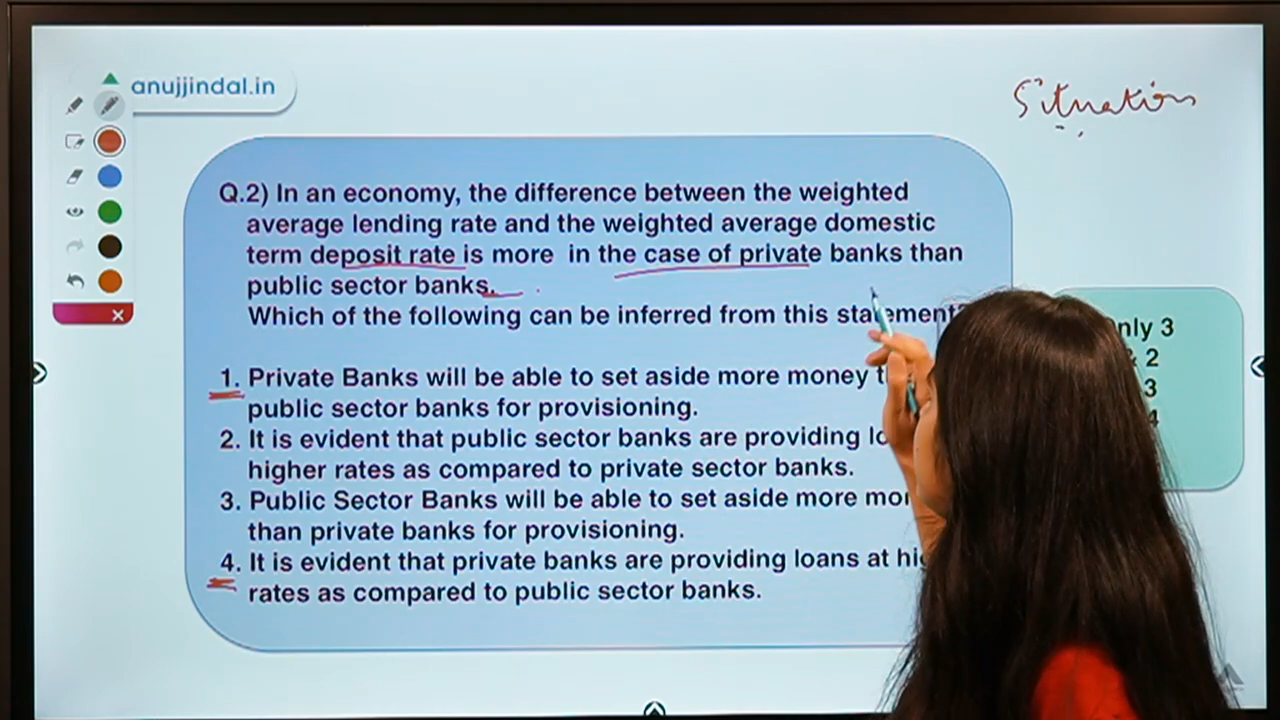 anujjindal.in
Situation
Q.2) In an economy, the difference between the weighted
average lending rate and the weighted average domestic
term deposit rate is more in the case of private banks than
public sector banks.
Which of the following can be inferred from this statement?
1. Private Banks will be able to set aside more money
public sector banks for provisioning.
2. It is evident that public sector banks are providing
higher rates as compared to private sector banks.
3. Public Sector Banks will be able to set aside more
than private banks for provisioning.
4. It is evident that private banks are providing loans at
rates as compared to public sector banks.
3
2
3
4